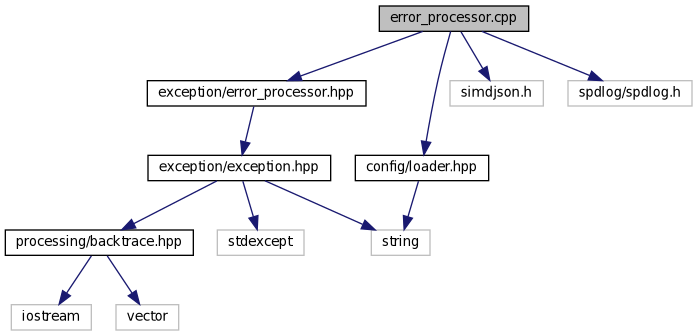 error_processor.cpp
exception/error_processor.hpp
simdjson.h
spdlog/spdlog.h
exception/exception.hpp
config/loader.hpp
processing/backtrace.hpp
stdexcept
string
iostream
vector